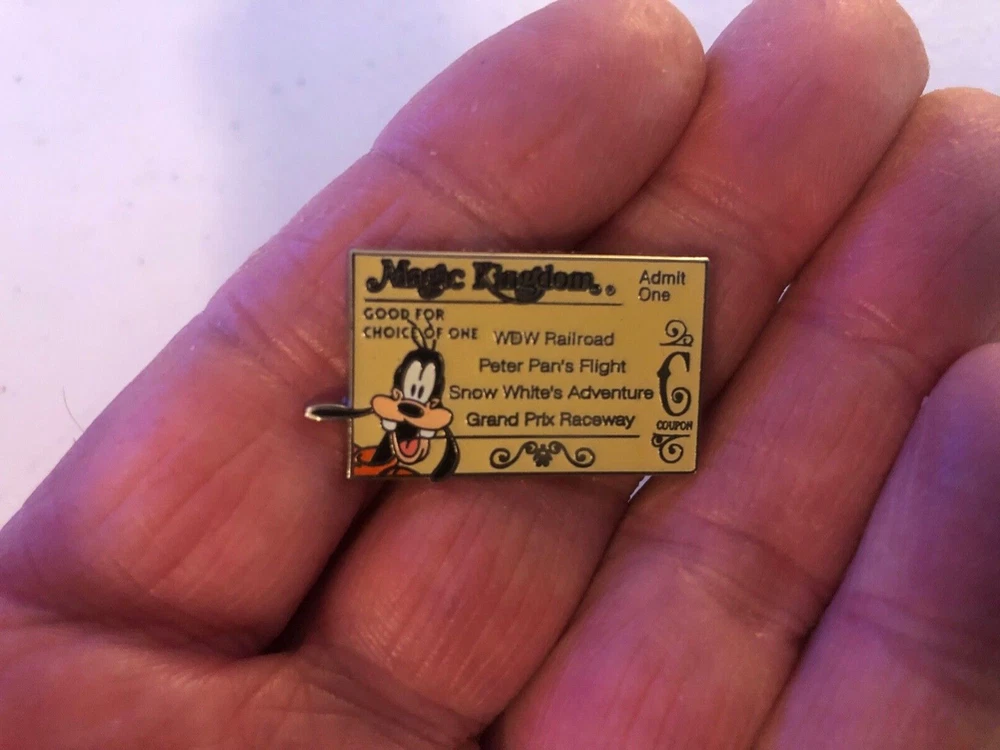 Magic Kingdom®
Admit
One
GOOD FOR
CHOICE OF ONE
WDW Railroad
Peter Pan's Flight
Snow White's Adventure
Grand Prix Raceway
C
COUPON